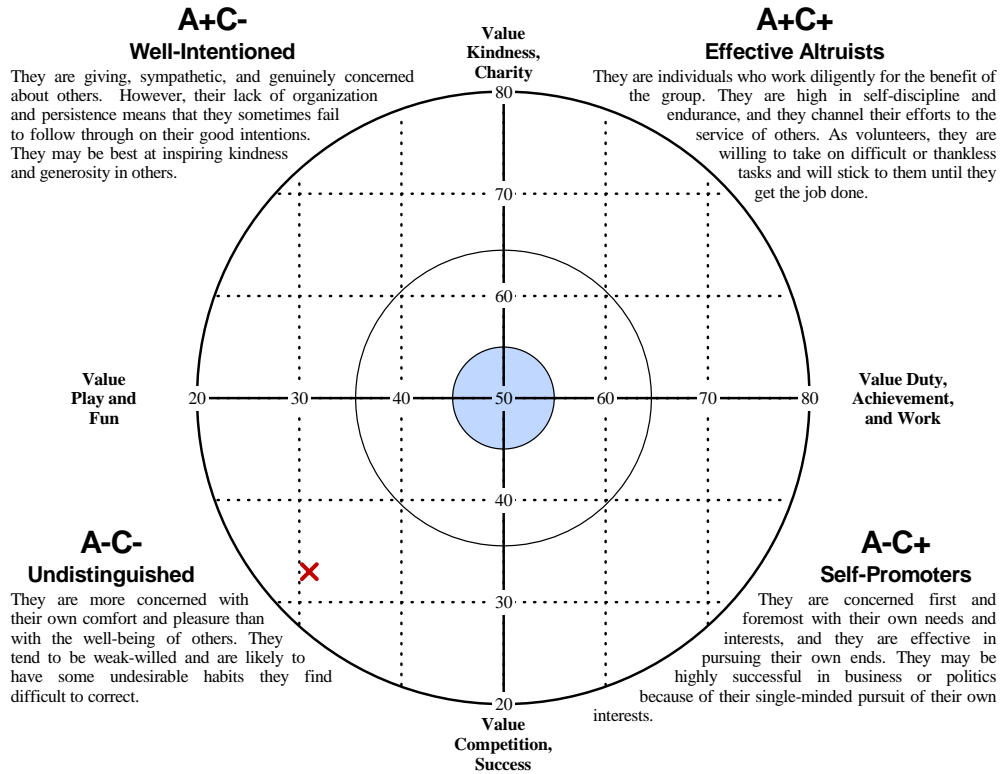 A+C-
Well-Intentioned
They are giving, sympathetic, and genuinely concerned
about others. However, their lack of organization
and persistence means that they sometimes fail
to follow through on their good intentions.
They may be best at inspiring kindness
and generosity in others.
Value
Kindness,
Charity
A+C+
Effective Altruists
They are individuals who work diligently for the benefit of
the group. They are high in self-discipline and
endurance, and they channel their efforts to the
service of others. As volunteers, they are
willing to take on difficult or thankless
tasks and will stick to them until they
get the job done.
80
70
60
Value
Play and
Fun
20 30 40 50 60 70 80
Value Duty,
Achievement,
and Work
40
30
20
A-C-
Undistinguished
They are more concerned with
their own comfort and pleasure than
with the well-being of others. They
tend to be weak-willed and are likely to
have some undesirable habits they find
difficult to correct.
Value
Competition,
Success
A-C+
Self-Promoters
They are concerned first and
foremost with their own needs and
interests, and they are effective in
pursuing their own ends. They may be
highly successful in business or politics
because of their single-minded pursuit of their own
interests.